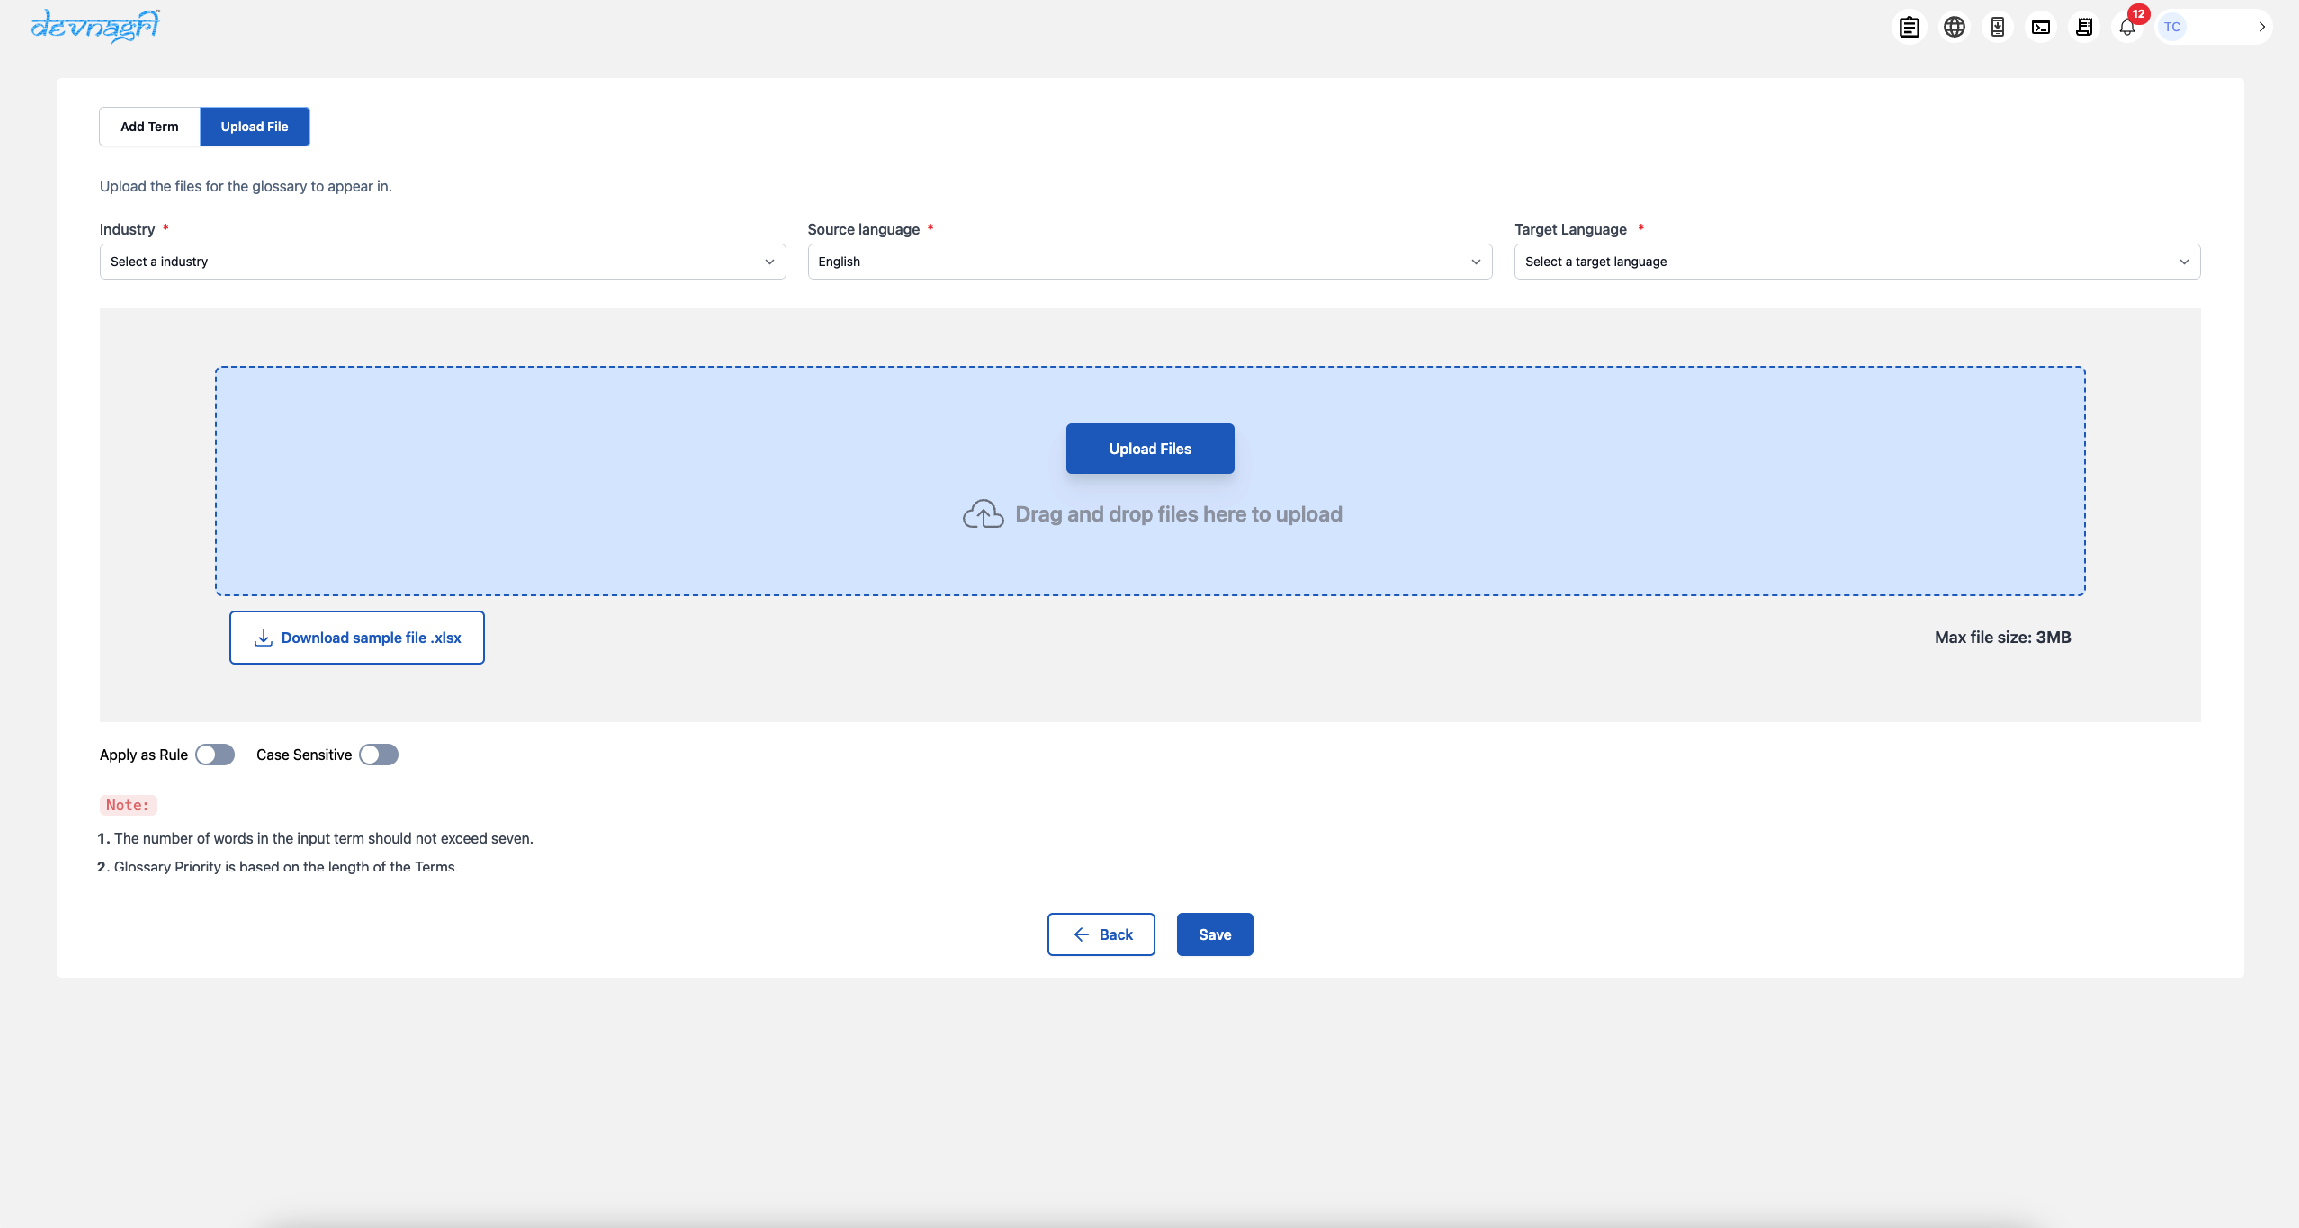 devnagri
12
TC
Add Term
Upload File
Upload the files for the glossary to appear in.
Industry *
Source language *
Target Language *
Select a industry
English
Select a target language
Upload Files
Drag and drop files here to upload
Download sample file .xlsx
Max file size: 3MB
Apply as Rule
Case Sensitive
Note:
1. The number of words in the input term should not exceed seven.
2. Glossary Priority is based on the length of the Terms.
Back
Save